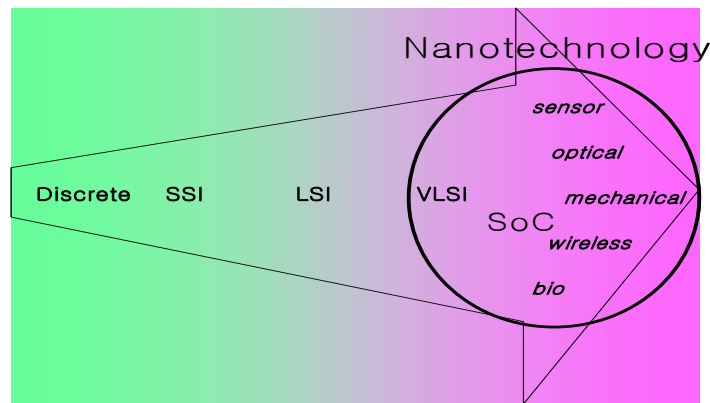 Nanotechnology
sensor
optical
Discrete SSI LSI VLSI mechanical
SoC
wireless
bio